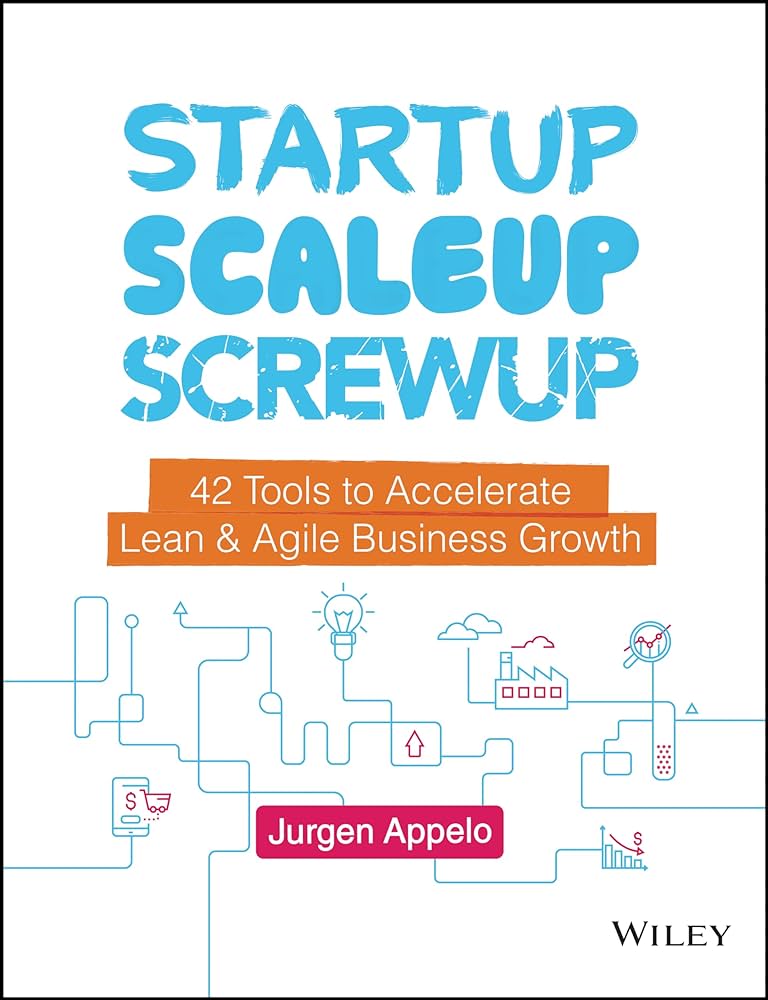 STARTUP
SCALEUP
SCREWUP
42 Tools to Accelerate
Lean & Agile Business Growth
$
$
Jurgen Appelo
WILEY